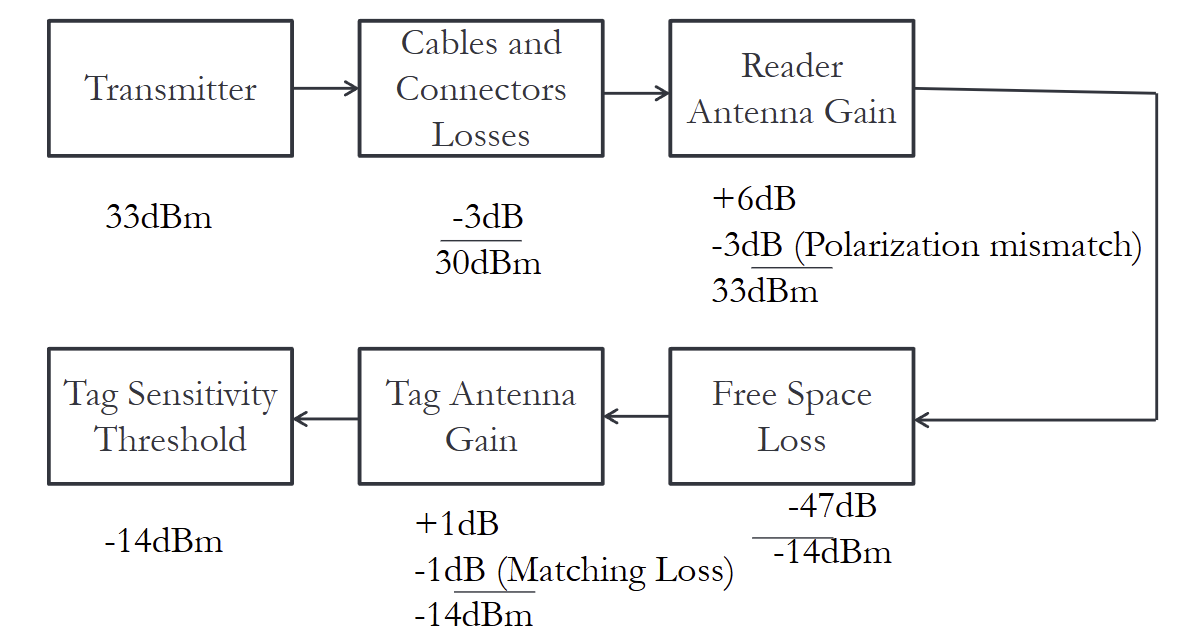 Transmitter
Cables and
Connectors
Losses
Reader
Antenna Gain
33dBm
-3dB
30dBm
+6dB
-3dB (Polarization mismatch)
33dBm
Tag Sensitivity
Threshold
Tag Antenna
Gain
Free Space
Loss
-14dBm
+1dB
-1dB (Matching Loss)
-14dBm
-47dB
-14dBm